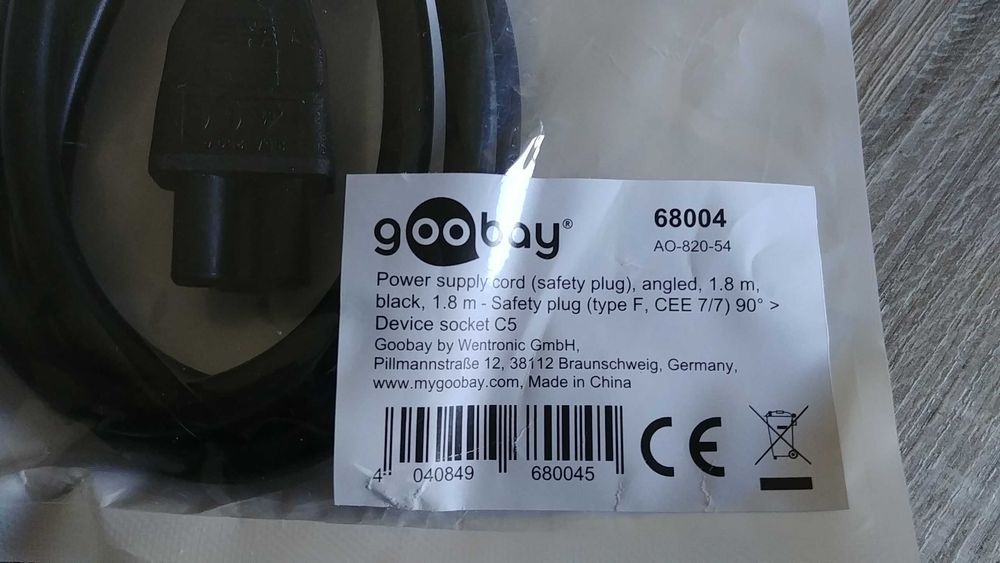 goobay®
68004
AO-820-54
Power supply cord (safety plug), angled, 1.8 m,
black, 1.8 m - Safety plug (type F, CEE 7/7) 90° >
Device socket C5
Goobay by Wentronic GmbH,
Pillmannstraße 12, 38112 Braunschweig, Germany,
www.mygoobay.com, Made in China
4 040849 680045
CE